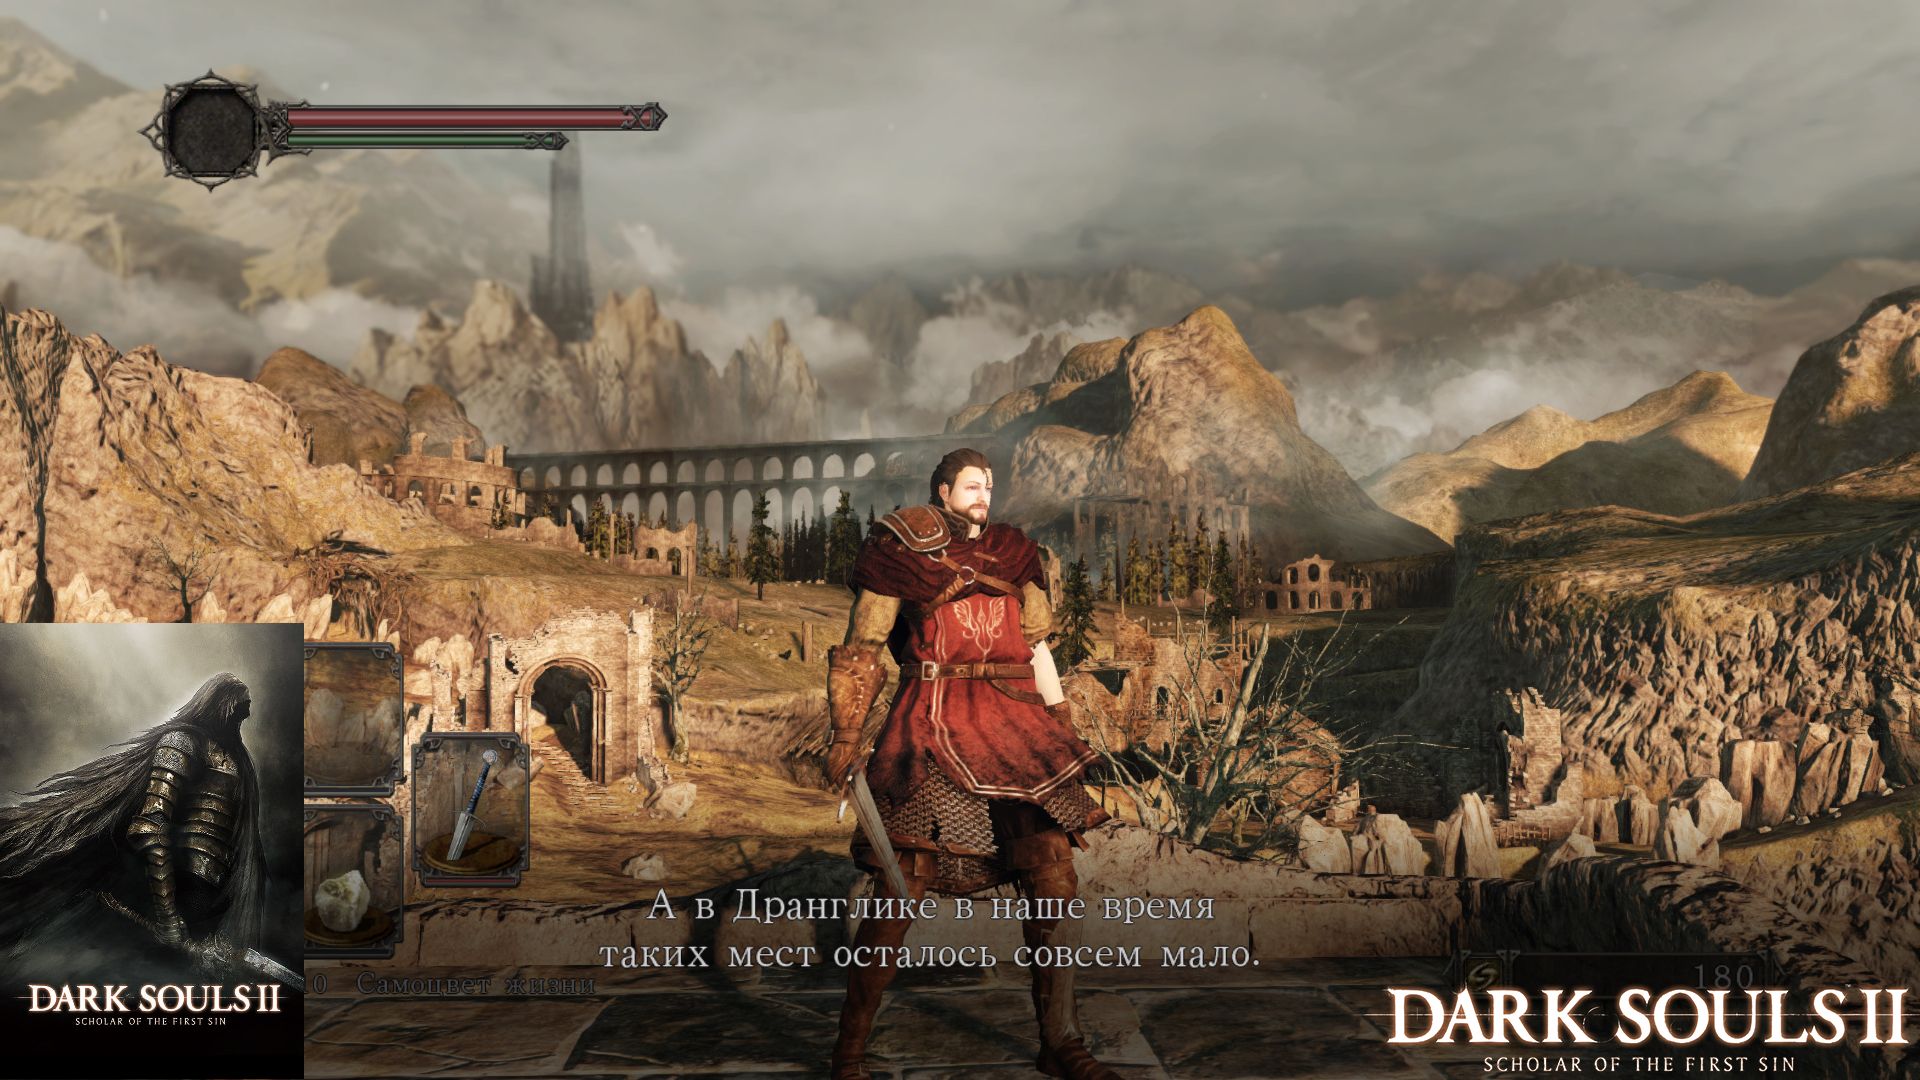 А в Дранглике в наше время
таких мест осталось совсем мало.
10 Самоцвет жизни
180
DARK SOULS II
SCHOLAR OF THE FIRST SIN
DARK SOULS II
SCHOLAR OF THE FIRST SIN